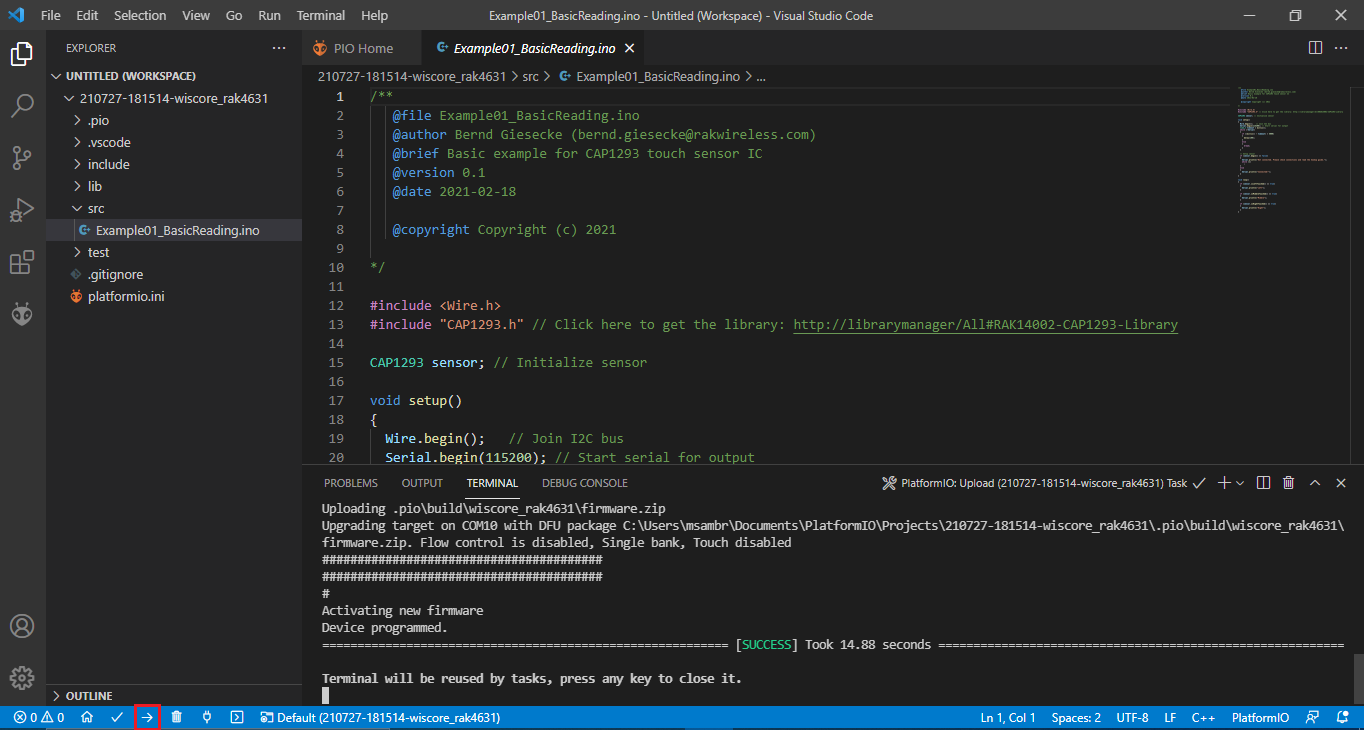 File Edit Selection View Go Run Terminal Help
Example01_BasicReading.ino - Untitled (Workspace) - Visual Studio Code
EXPLORER
UNTITLED (WORKSPACE)
210727-181514-wiscore_rak4631
.pio
.vscode
include
lib
src
Example01_BasicReading.ino
test
.gitignore
platformio.ini
OUTLINE
PIO Home
Example01_BasicReading.ino
210727-181514-wiscore_rak4631 > src > Example01_BasicReading.ino > ...
1 /**
2 @file Example01_BasicReading.ino
3 @author Bernd Giesecke (bernd.giesecke@rakwireless.com)
4 @brief Basic example for CAP1293 touch sensor IC
5 @version 0.1
6 @date 2021-02-18
7
8 @copyright Copyright (c) 2021
9
10 */
11
12 #include <Wire.h>
13 #include "CAP1293.h" // Click here to get the library: http://librarymanager/All#RAK14002-CAP1293-Library
14
15 CAP1293 sensor; // Initialize sensor
16
17 void setup()
18 {
19 Wire.begin(); // Join I2C bus
20 Serial.begin(115200); // Start serial for output
PROBLEMS OUTPUT TERMINAL DEBUG CONSOLE
PlatformIO: Upload (210727-181514-wiscore_rak4631) Task
Uploading .pio\build\wiscore_rak4631\firmware.zip
Upgrading target on COM10 with DFU package C:\Users\msambr\Documents\PlatformIO\Projects\210727-181514-wiscore_rak4631\.pio\build\wiscore_rak4631\
firmware.zip. Flow control is disabled, Single bank, Touch disabled
########################################
########################################
#
Activating new firmware
Device programmed.
========================================================== [SUCCESS] Took 14.88 seconds ==========================================================
Terminal will be reused by tasks, press any key to close it.
0 0 Default (210727-181514-wiscore_rak4631)
Ln 1, Col 1 Spaces: 2 UTF-8 LF C++ PlatformIO